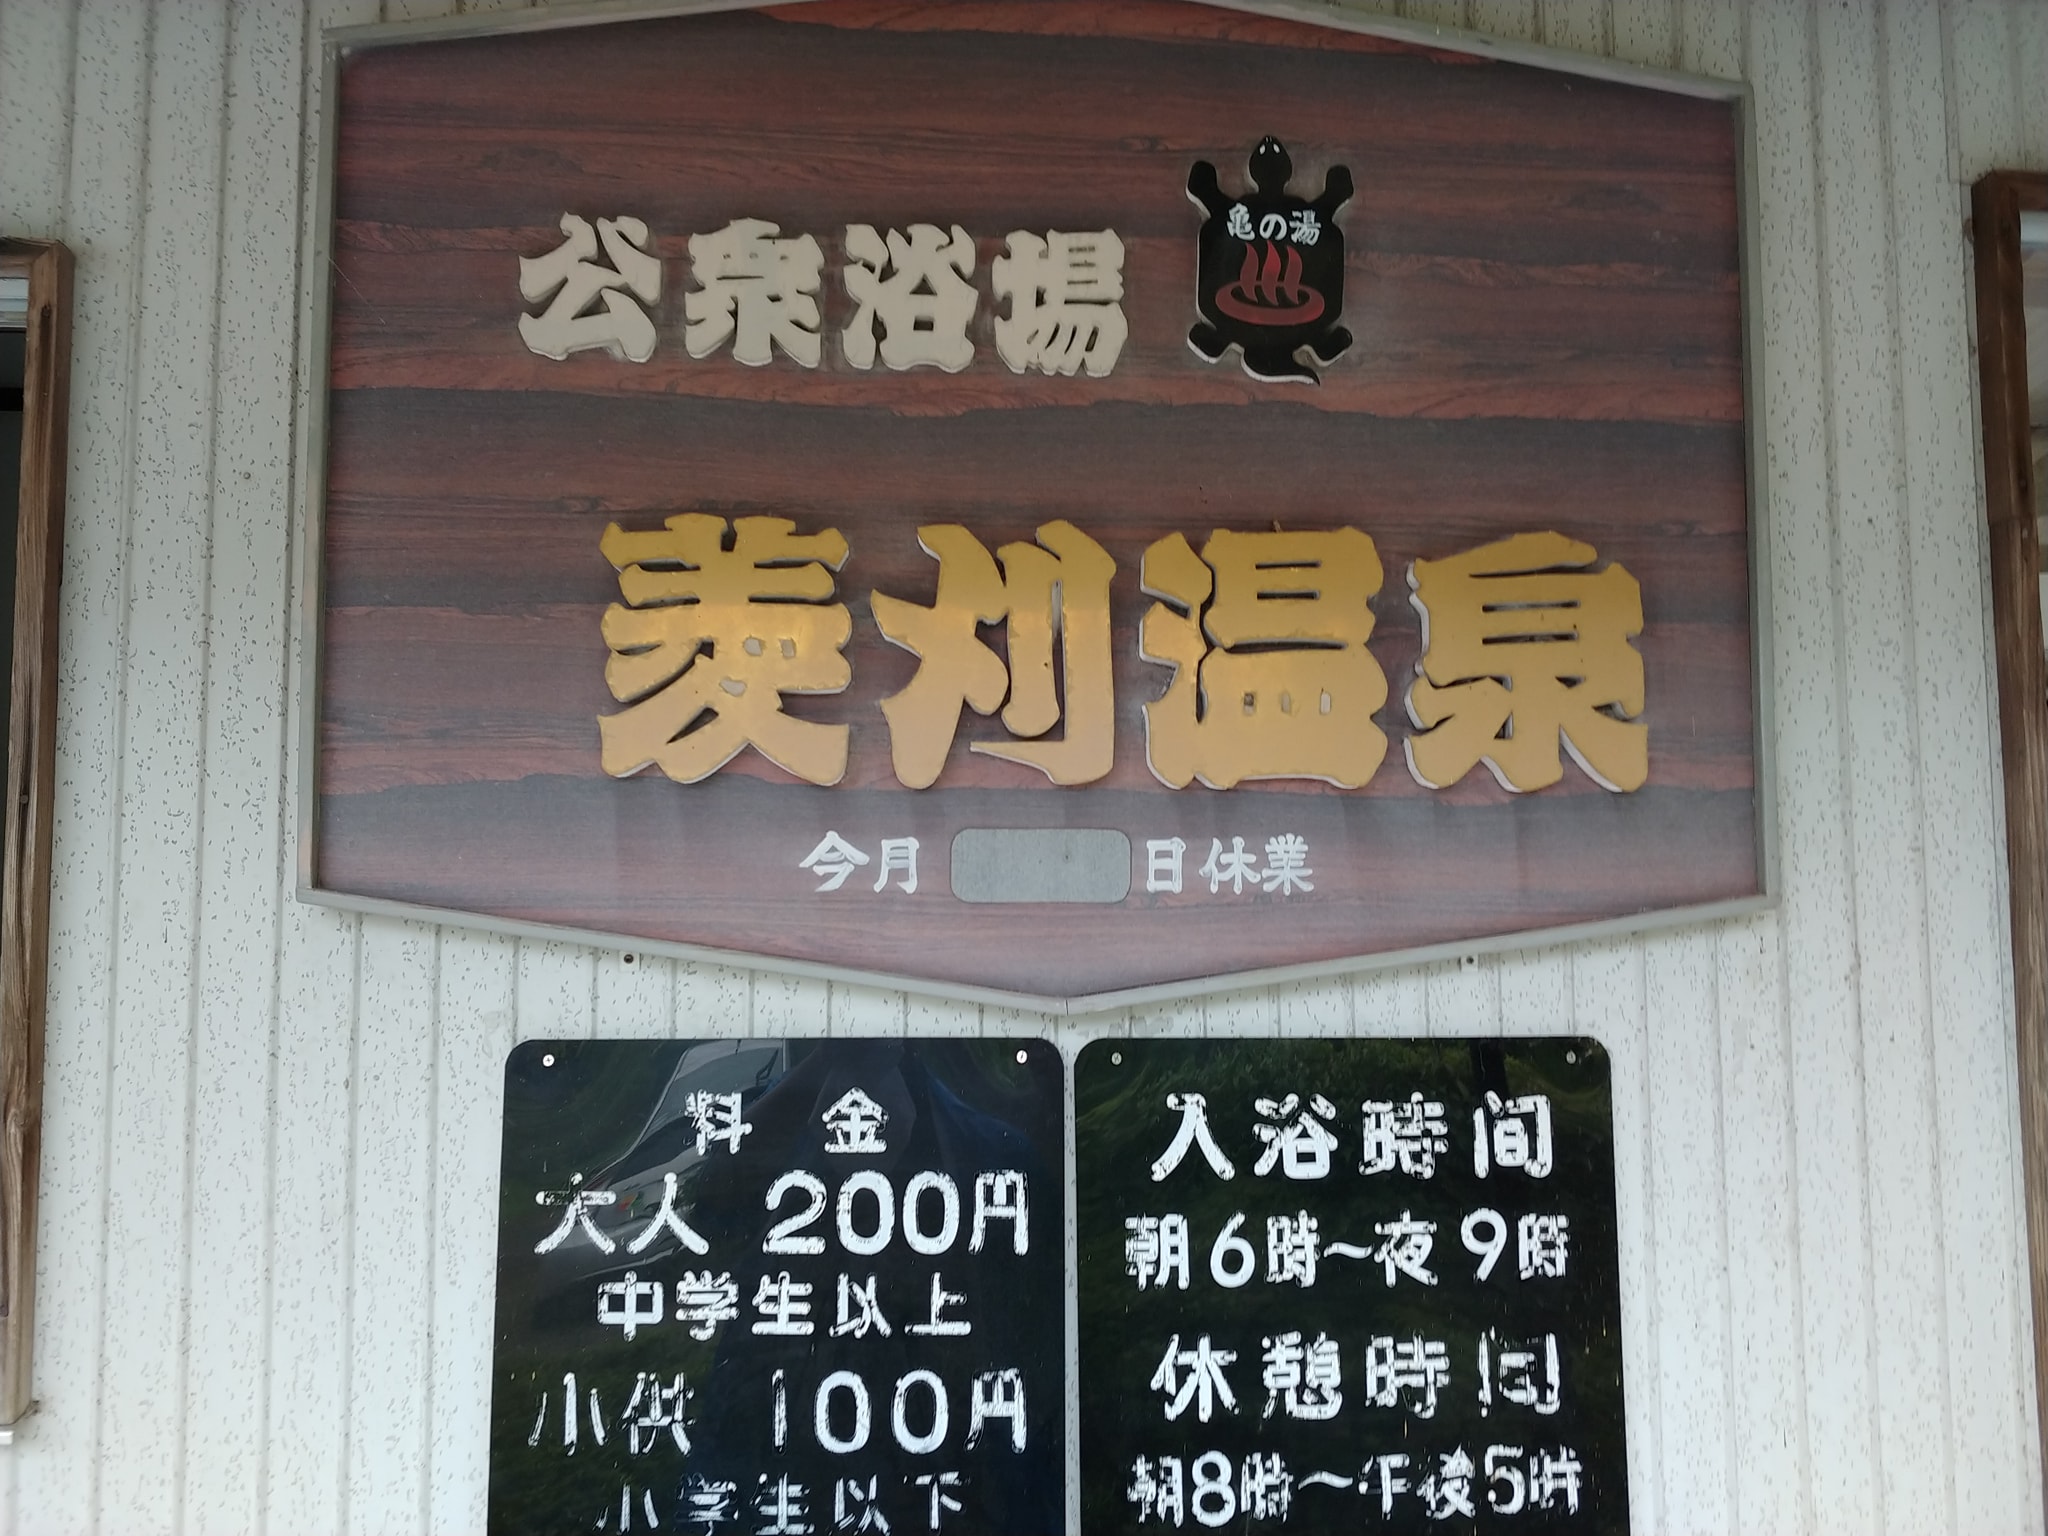 公衆浴場
亀の湯
菱刈温泉
今月 日休業
料金
大人 200円
中学生以上
小供 100円
小学生以下
入浴時間
朝6時~夜9時
休憩時間
朝8時~午後5時